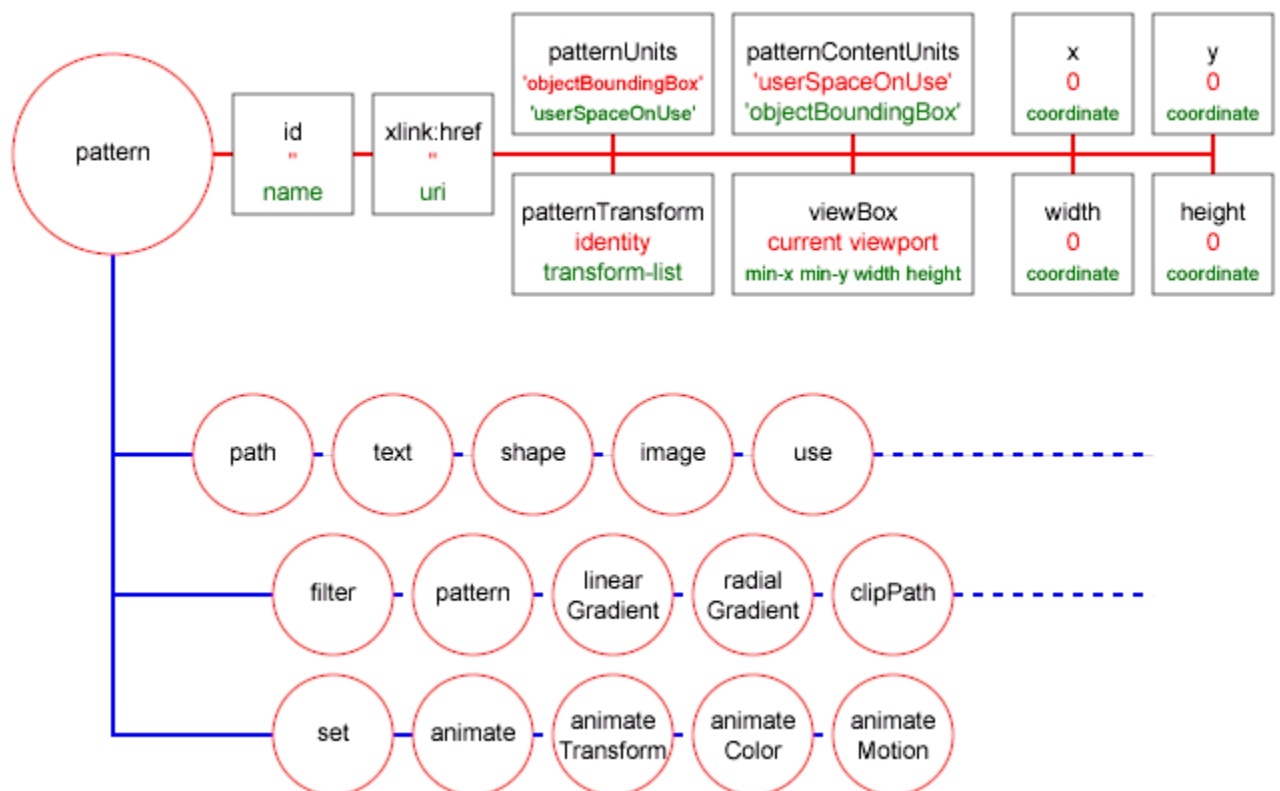 pattern
id
''
name
xlink:href
''
uri
patternUnits
'objectBoundingBox'
'userSpaceOnUse'
patternContentUnits
'userSpaceOnUse'
'objectBoundingBox'
x
0
coordinate
y
0
coordinate
patternTransform
identity
transform-list
viewBox
current viewport
min-x min-y width height
width
0
coordinate
height
0
coordinate
path
text
shape
image
use
filter
pattern
linear
Gradient
radial
Gradient
clipPath
set
animate
animate
Transform
animate
Color
animate
Motion